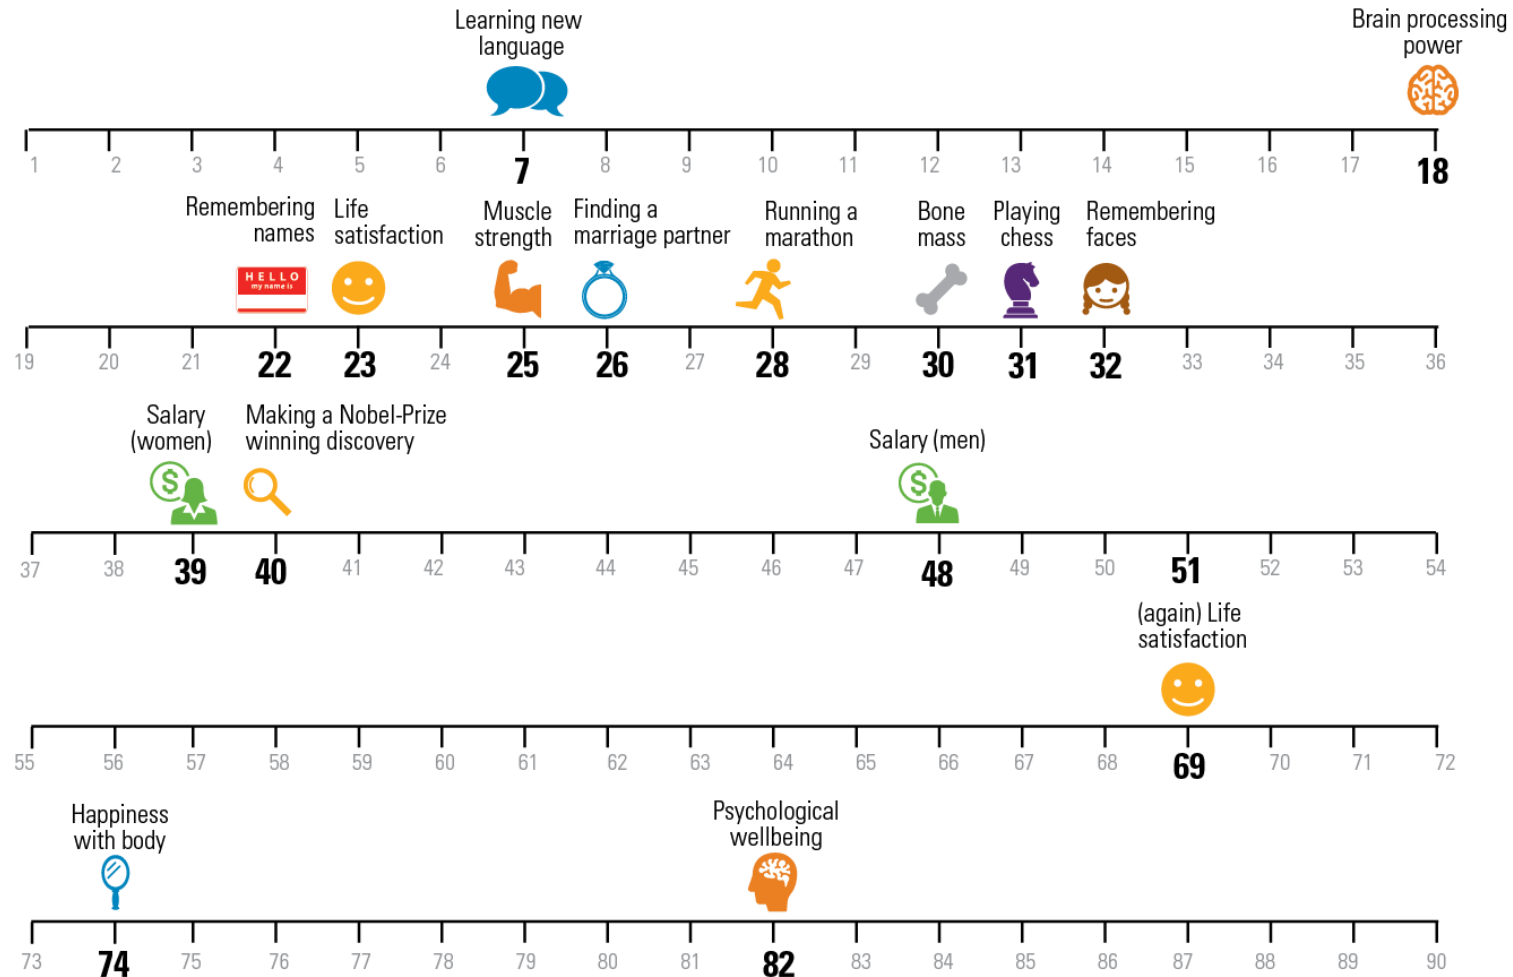 Learning new
language
Brain processing
power
1 2 3 4 5 6 7 8 9 10 11 12 13 14 15 16 17 18
Remembering
names
Life
satisfaction
Muscle
strength
Finding a
marriage partner
Running a
marathon
Bone
mass
Playing
chess
Remembering
faces
HELLO
my name is
19 20 21 22 23 24 25 26 27 28 29 30 31 32 33 34 35 36
Salary
(women)
Making a Nobel-Prize
winning discovery
Salary (men)
$
$
37 38 39 40 41 42 43 44 45 46 47 48 49 50 51 52 53 54
(again) Life
satisfaction
55 56 57 58 59 60 61 62 63 64 65 66 67 68 69 70 71 72
Happiness
with body
Psychological
wellbeing
73 74 75 76 77 78 79 80 81 82 83 84 85 86 87 88 89 90